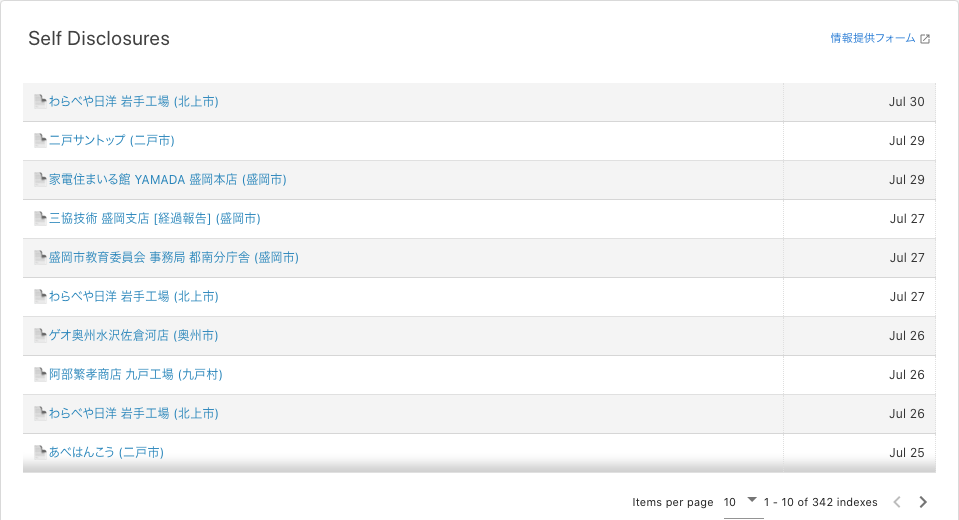 Self Disclosures
情報提供フォーム
わらべや日洋 岩手工場 (北上市) Jul 30
二戸サントップ (二戸市) Jul 29
家電住まいる館 YAMADA 盛岡本店 (盛岡市) Jul 29
三協技術 盛岡支店 [経過報告] (盛岡市) Jul 27
盛岡市教育委員会 事務局 都南分庁舎 (盛岡市) Jul 27
わらべや日洋 岩手工場 (北上市) Jul 27
ゲオ奥州水沢佐倉河店 (奥州市) Jul 26
阿部繁孝商店 九戸工場 (九戸村) Jul 26
わらべや日洋 岩手工場 (北上市) Jul 26
あべはんこう (二戸市) Jul 25
Items per page 10 1 - 10 of 342 indexes